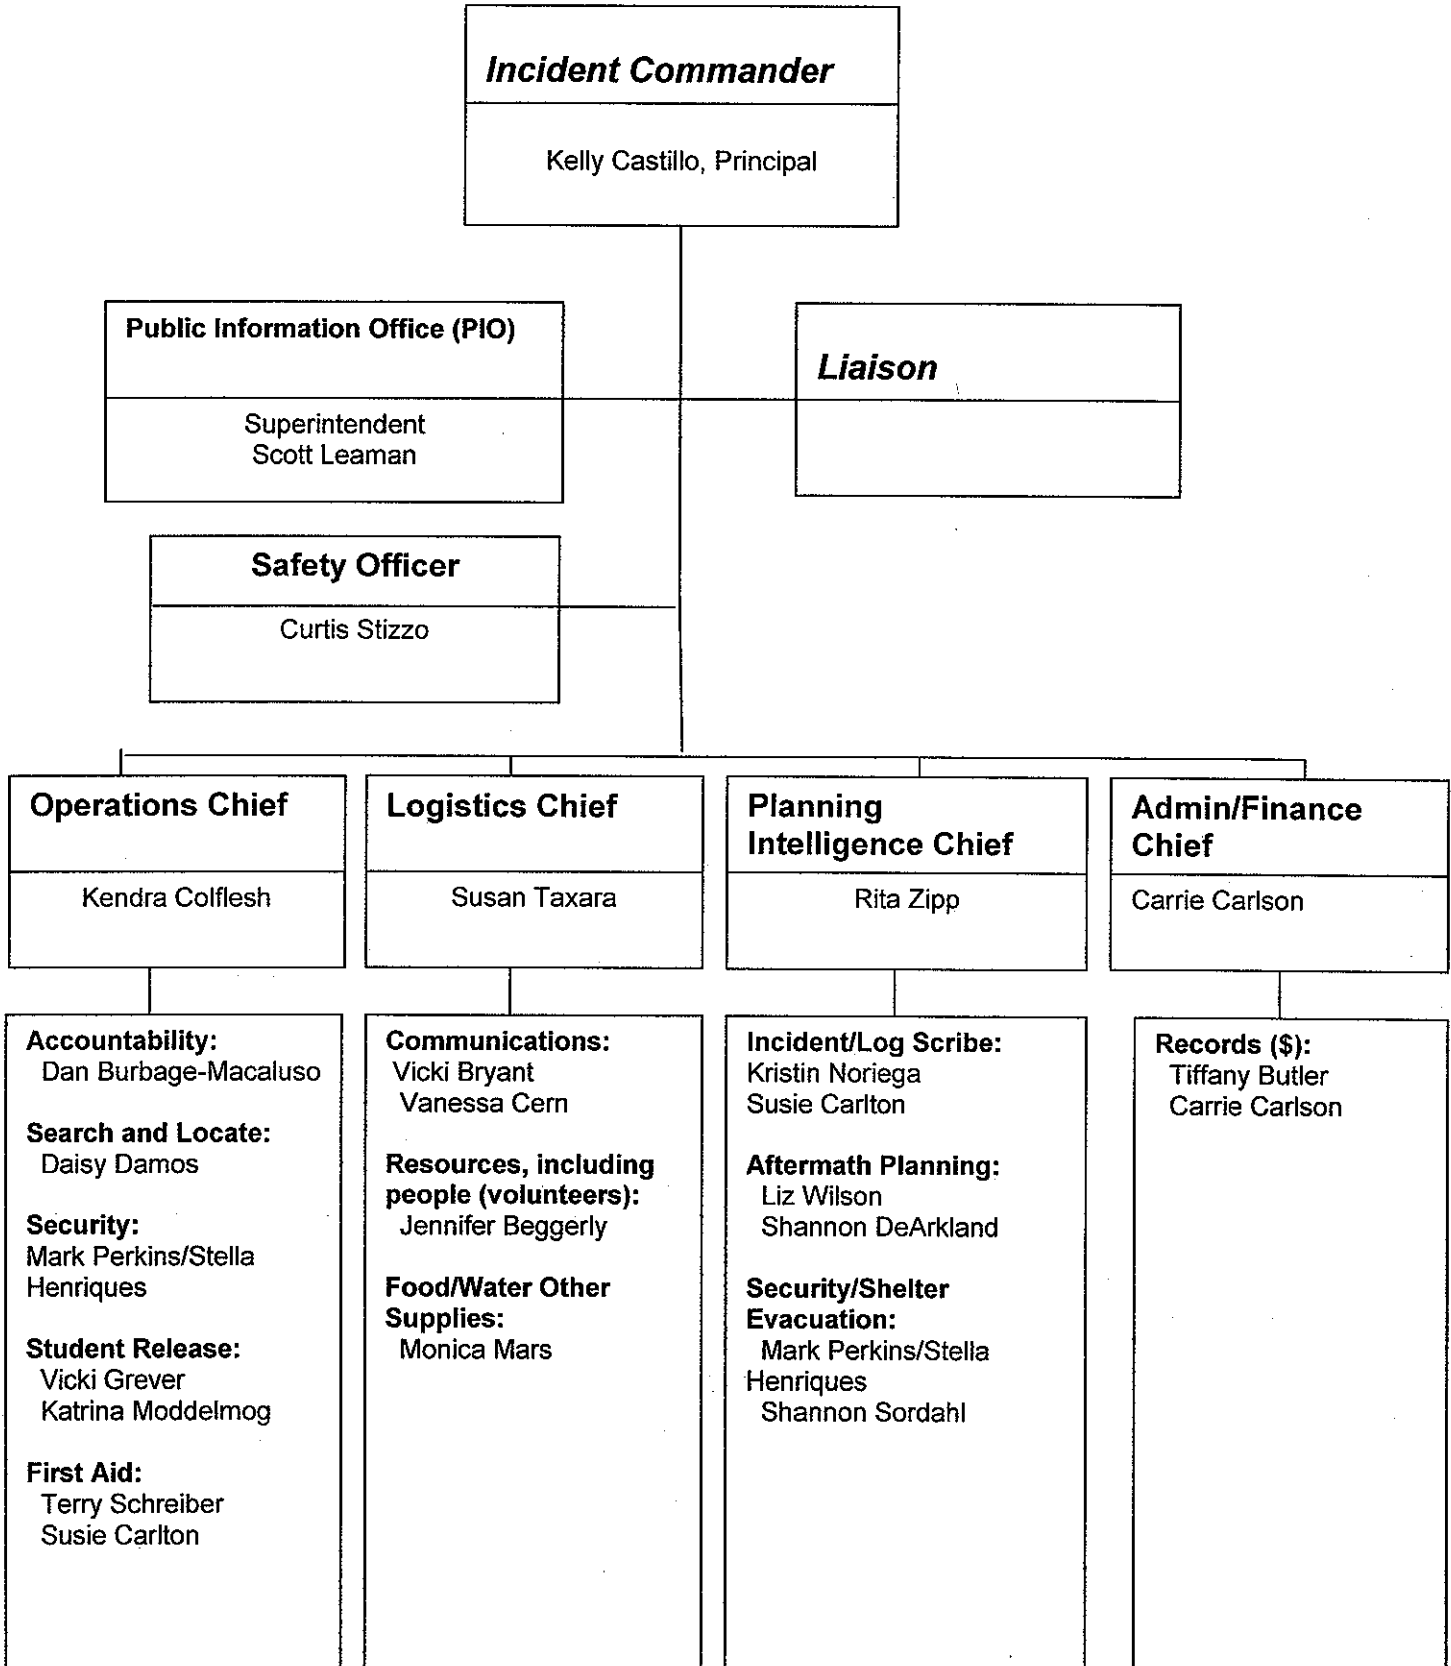 Incident Commander
Kelly Castillo, Principal
Public Information Office (PIO)
Superintendent
Scott Leaman
Liaison
Safety Officer
Curtis Stizzo
Operations Chief
Kendra Colflesh
Logistics Chief
Susan Taxara
Planning
Intelligence Chief
Rita Zipp
Admin/Finance
Chief
Carrie Carlson
Accountability:
Dan Burbage-Macaluso
Search and Locate:
Daisy Damos
Security:
Mark Perkins/Stella
Henriques
Student Release:
Vicki Grever
Katrina Moddelmog
First Aid:
Terry Schreiber
Susie Carlton
Communications:
Vicki Bryant
Vanessa Cern
Resources, including
people (volunteers):
Jennifer Beggerly
Food/Water Other
Supplies:
Monica Mars
Incident/Log Scribe:
Kristin Noriega
Susie Carlton
Aftermath Planning:
Liz Wilson
Shannon DeArkland
Security/Shelter
Evacuation:
Mark Perkins/Stella
Henriques
Shannon Sordahl
Records ($):
Tiffany Butler
Carrie Carlson